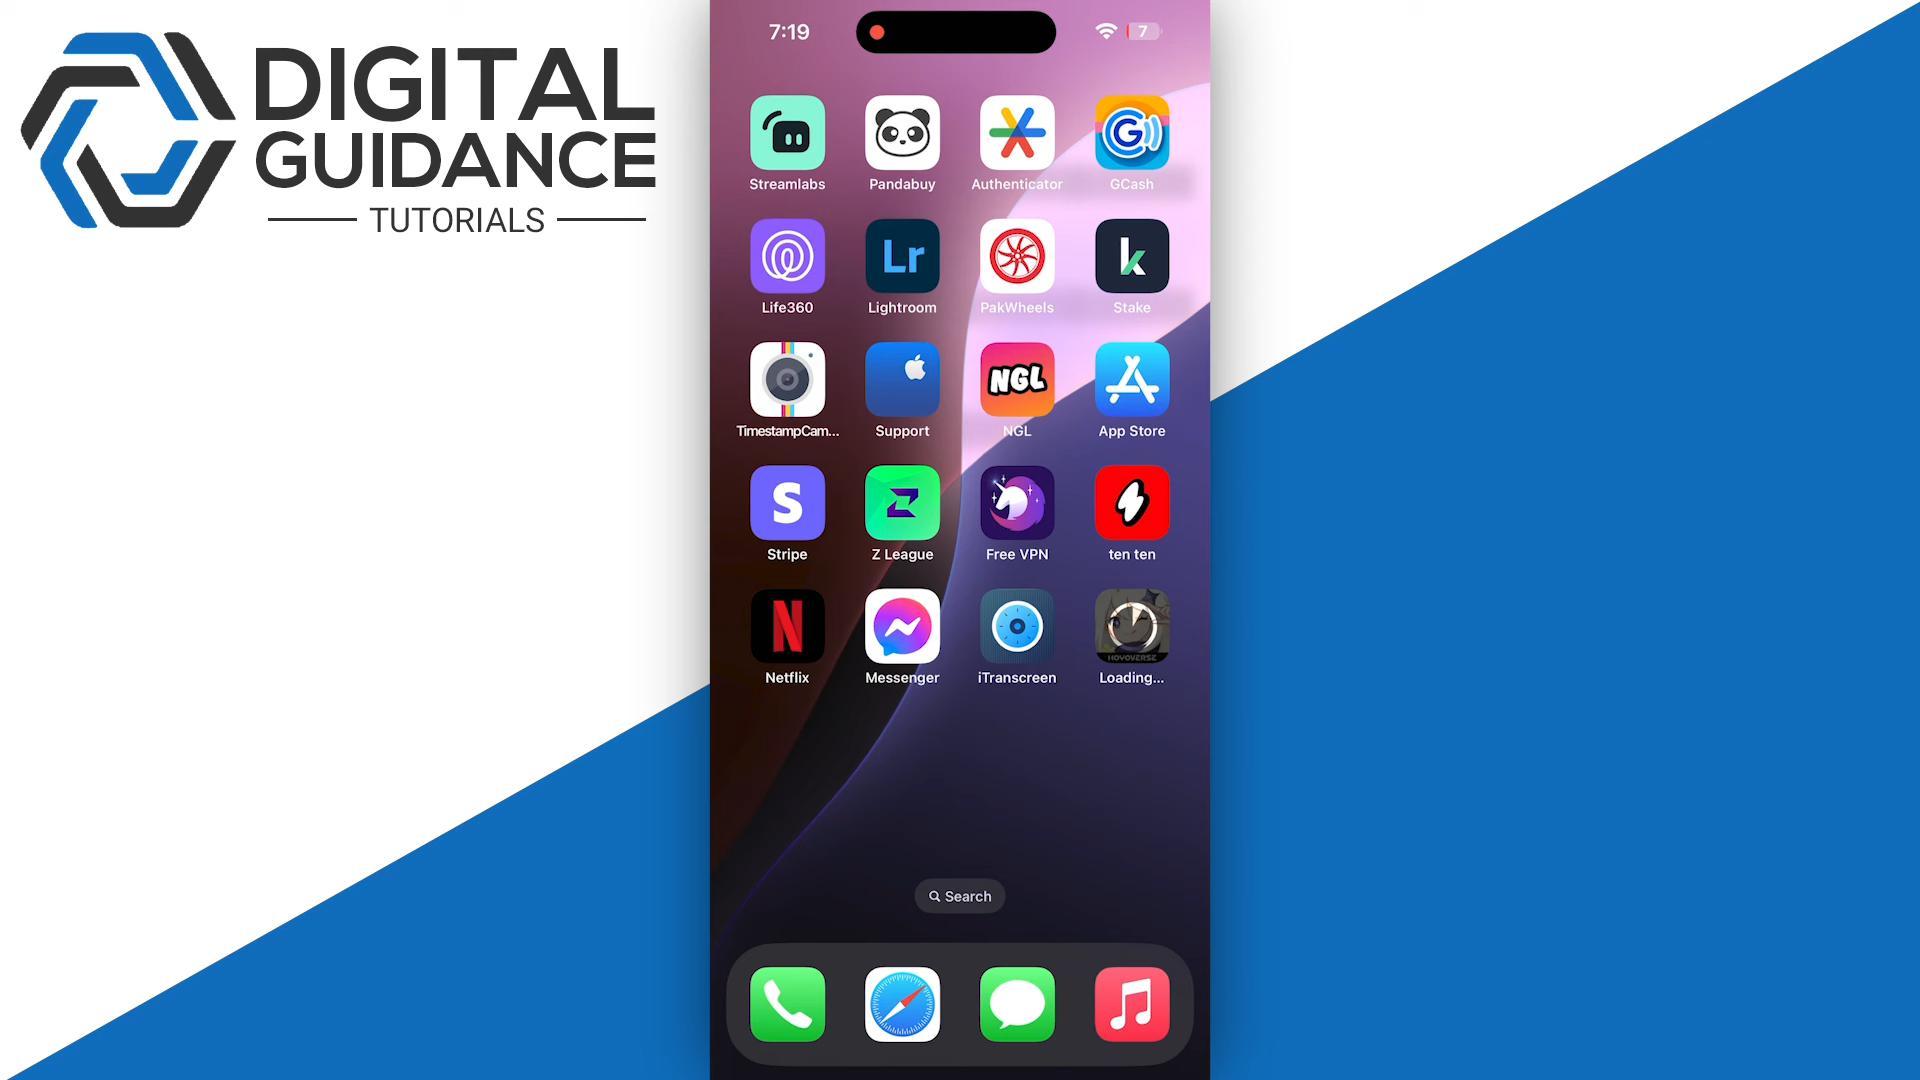 DIGITAL
GUIDANCE
TUTORIALS
7:19
7
Streamlabs
Pandabuy
Authenticator
GCash
G
Life360
Lightroom
Lr
PakWheels
Stake
k
TimestampCam...
Support
NGL
NGL
App Store
S
Stripe
Z League
Free VPN
ten ten
N
Netflix
Messenger
iTranscreen
HOYOVERSE
Loading...
Search